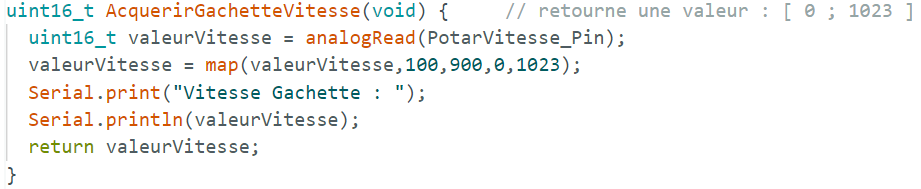 uint16_t AcquerirGachetteVitesse(void) {     // retourne une valeur : [ 0 ; 1023 ]
  uint16_t valeurVitesse = analogRead(PotarVitesse_Pin);
  valeurVitesse = map(valeurVitesse,100,900,0,1023);
  Serial.print("Vitesse Gachette : ");
  Serial.println(valeurVitesse);
  return valeurVitesse;
}